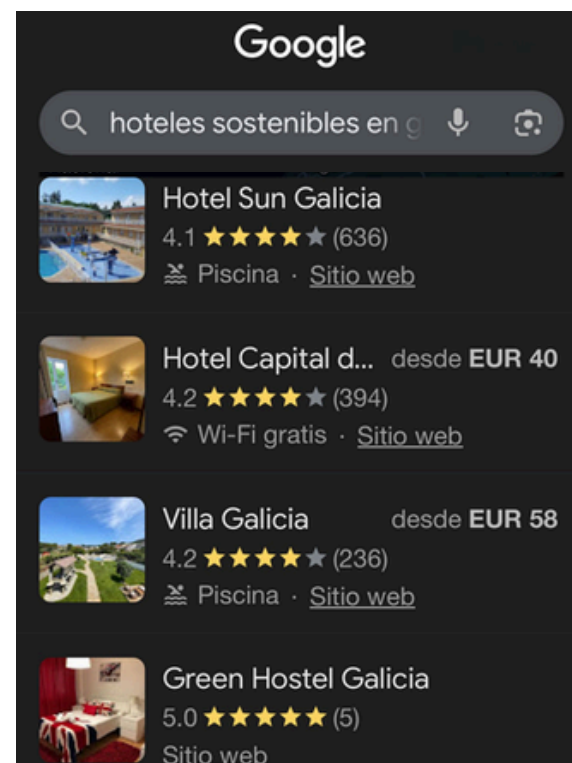 Google
hoteles sostenibles en g
Hotel Sun Galicia
4.1 (636)
Piscina · Sitio web
Hotel Capital d... desde EUR 40
4.2 (394)
Wi-Fi gratis · Sitio web
Villa Galicia desde EUR 58
4.2 (236)
Piscina · Sitio web
Green Hostel Galicia
5.0 (5)
Sitio web